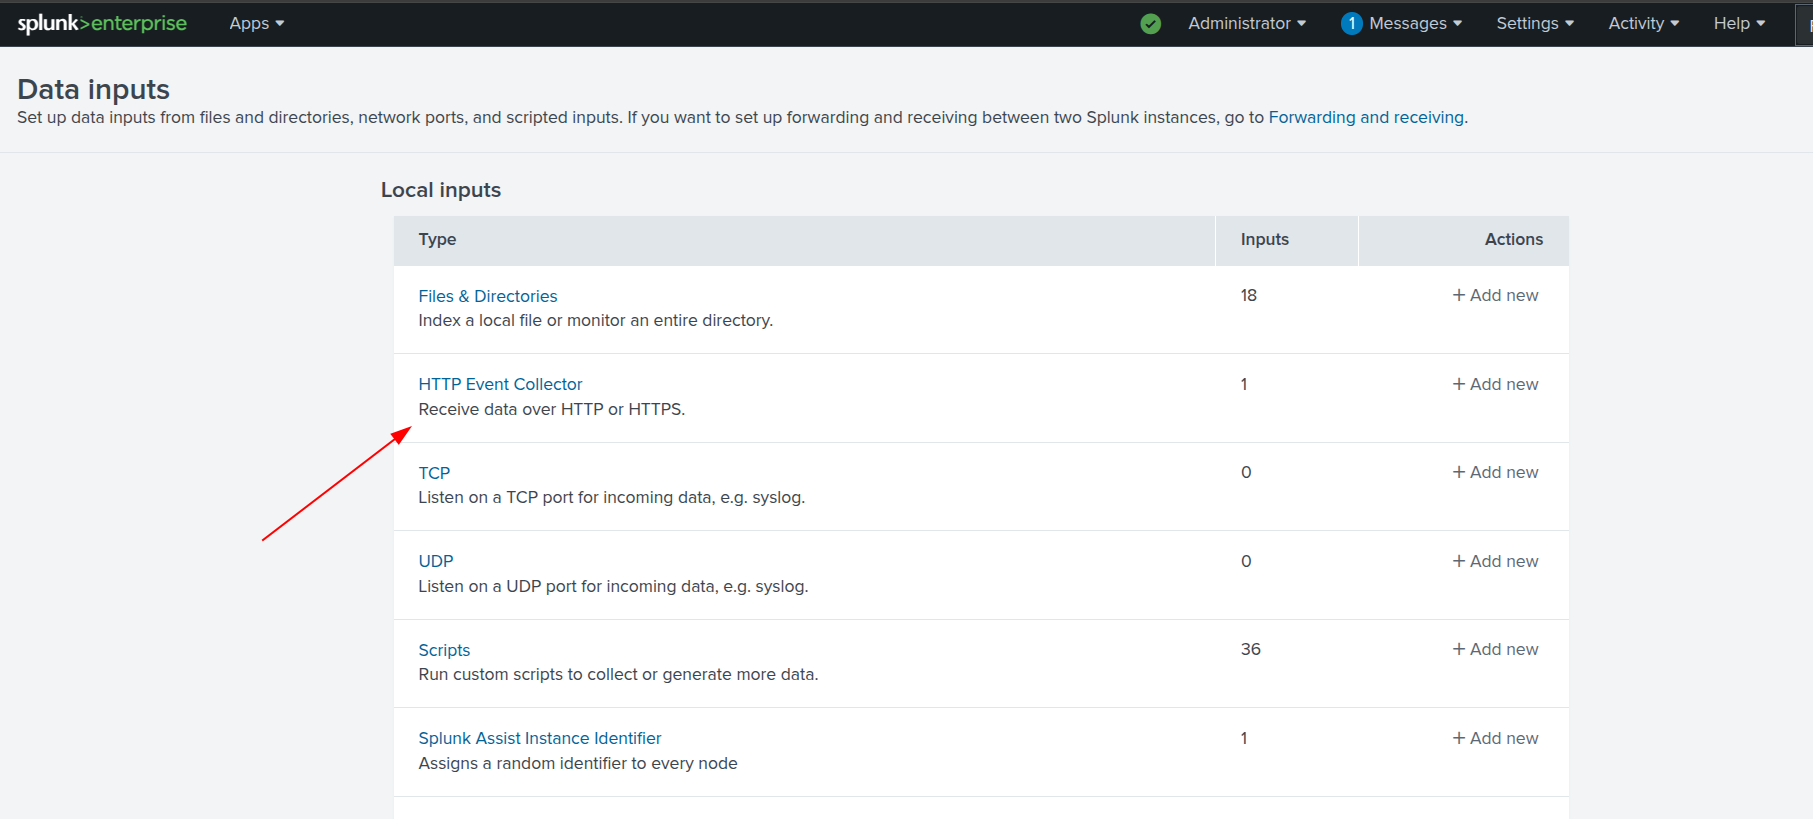 splunk>enterprise Apps Administrator 1 Messages Settings Activity Help
Data inputs
Set up data inputs from files and directories, network ports, and scripted inputs. If you want to set up forwarding and receiving between two Splunk instances, go to Forwarding and receiving.
Local inputs
Type Inputs Actions
Files & Directories 18 + Add new
Index a local file or monitor an entire directory.
HTTP Event Collector 1 + Add new
Receive data over HTTP or HTTPS.
TCP 0 + Add new
Listen on a TCP port for incoming data, e.g. syslog.
UDP 0 + Add new
Listen on a UDP port for incoming data, e.g. syslog.
Scripts 36 + Add new
Run custom scripts to collect or generate more data.
Splunk Assist Instance Identifier 1 + Add new
Assigns a random identifier to every node